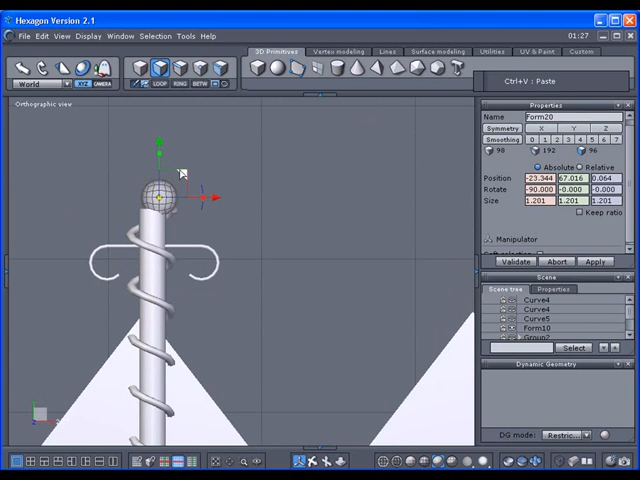 Hexagon Version 2.1
File Edit View Display Window Selection Tools Help 01:27
3D Primitives Vertex modeling Lines Surface modeling Utilities UV & Paint Custom
World XYZ CAMERA LOOP RING BETW
Ctrl+V : Paste
Orthographic view
Properties
Name Form20
Symmetry X Y Z
Smoothing 0 1 2 3 4 5 6 7
98 192 96
Absolute Relative
Position -23.344 67.016 0.064
Rotate -90.000 -0.000 -0.000
Size 1.201 1.201 1.201
Keep ratio
Manipulator
Validate Abort Apply
Scene
Scene tree Properties
Curve4
Curve4
Curve5
Form10
Group2
Select
Dynamic Geometry
DG mode: Restric...